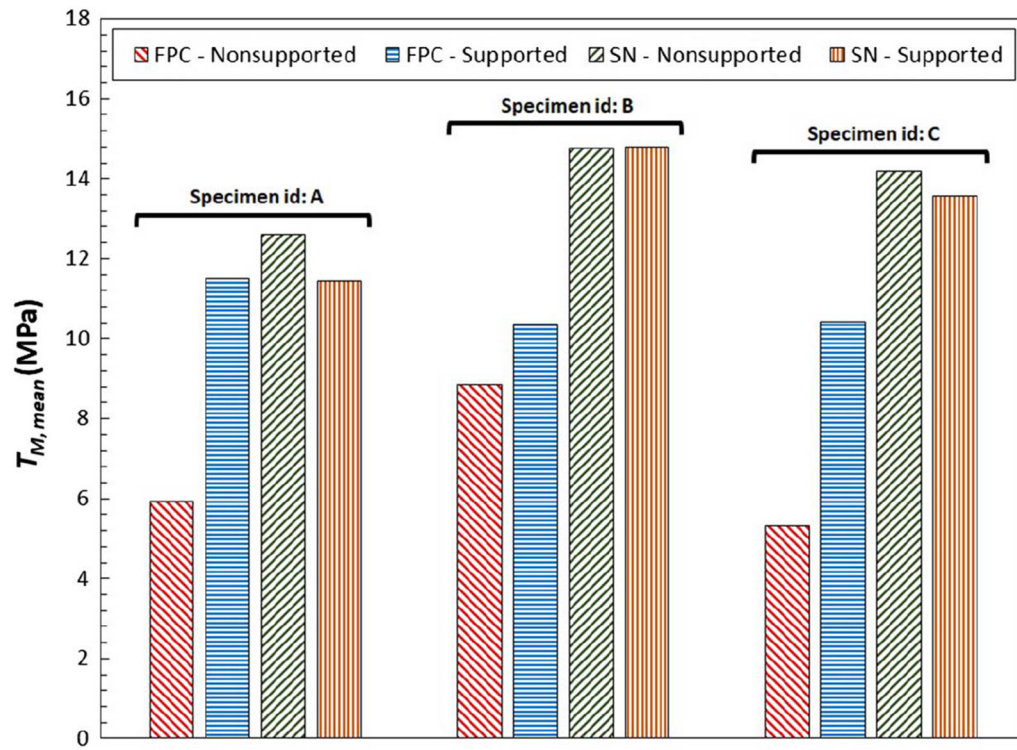 18
FPC - Nonsupported FPC - Supported SN - Nonsupported SN - Supported
16
Specimen id: B
Specimen id: C
14
Specimen id: A
12
10
T_{M, mean} (MPa)
8
6
4
2
0